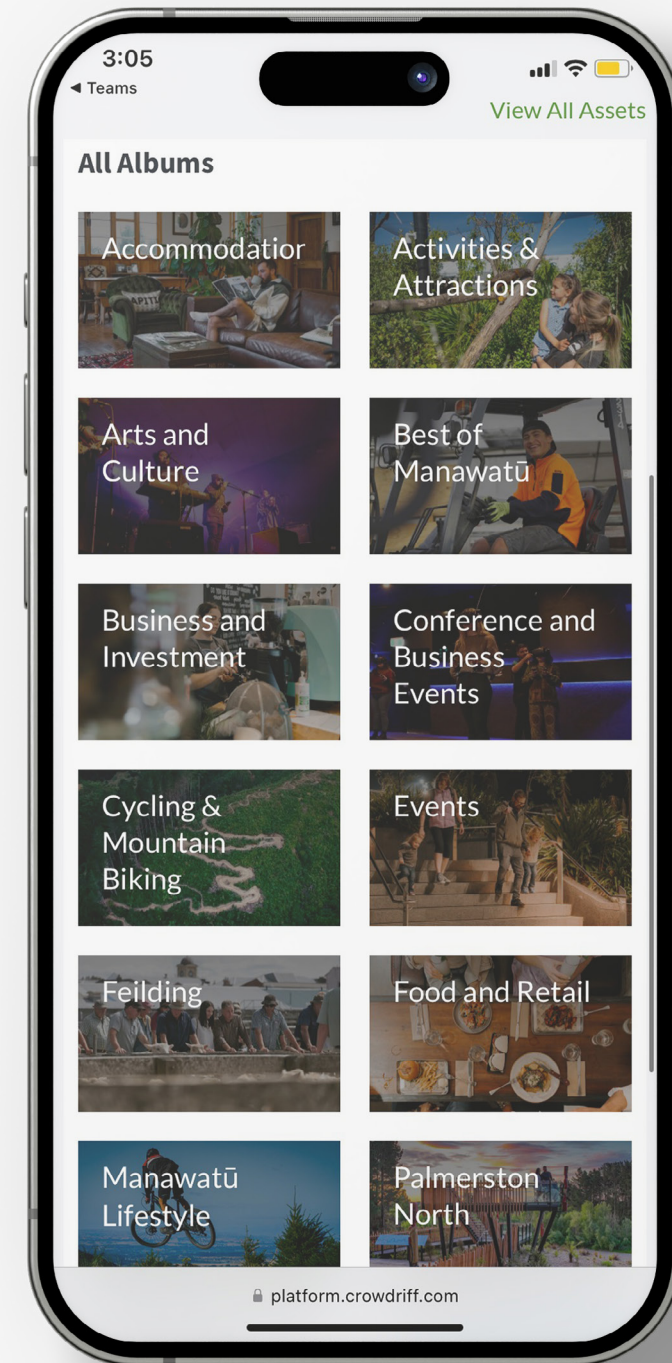 3:05
◀ Teams
View All Assets
All Albums
Accommodation
Activities &
Attractions
Arts and
Culture
Best of
Manawatū
Business and
Investment
Conference and
Business
Events
Cycling &
Mountain
Biking
Events
Feilding
Food and Retail
Manawatū
Lifestyle
Palmerston
North
platform.crowdriff.com